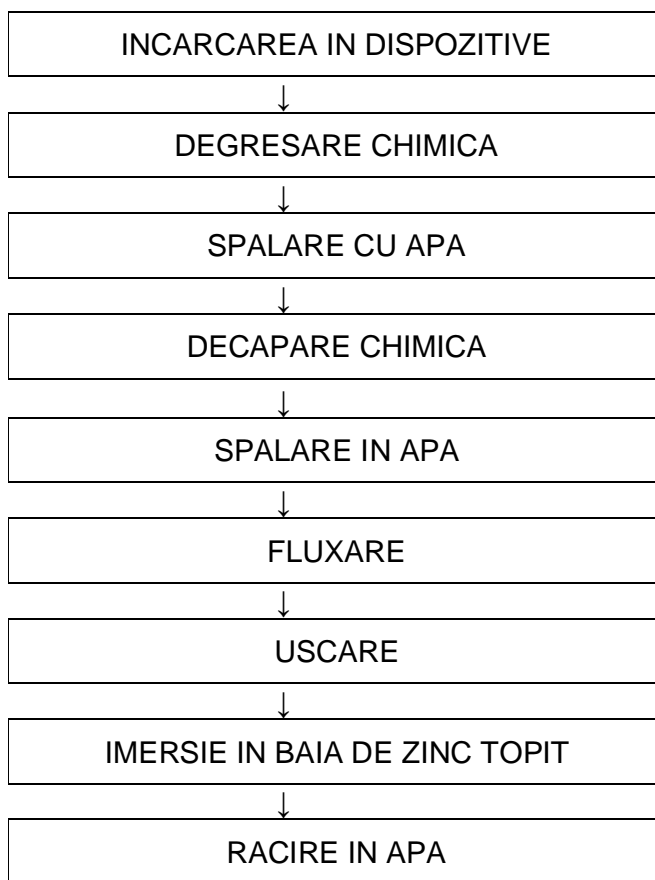 INCARCAREA IN DISPOZITIVE
↓
DEGRESARE CHIMICA
↓
SPALARE CU APA
↓
DECAPARE CHIMICA
↓
SPALARE IN APA
↓
FLUXARE
↓
USCARE
↓
IMERSIE IN BAIA DE ZINC TOPIT
↓
RACIRE IN APA